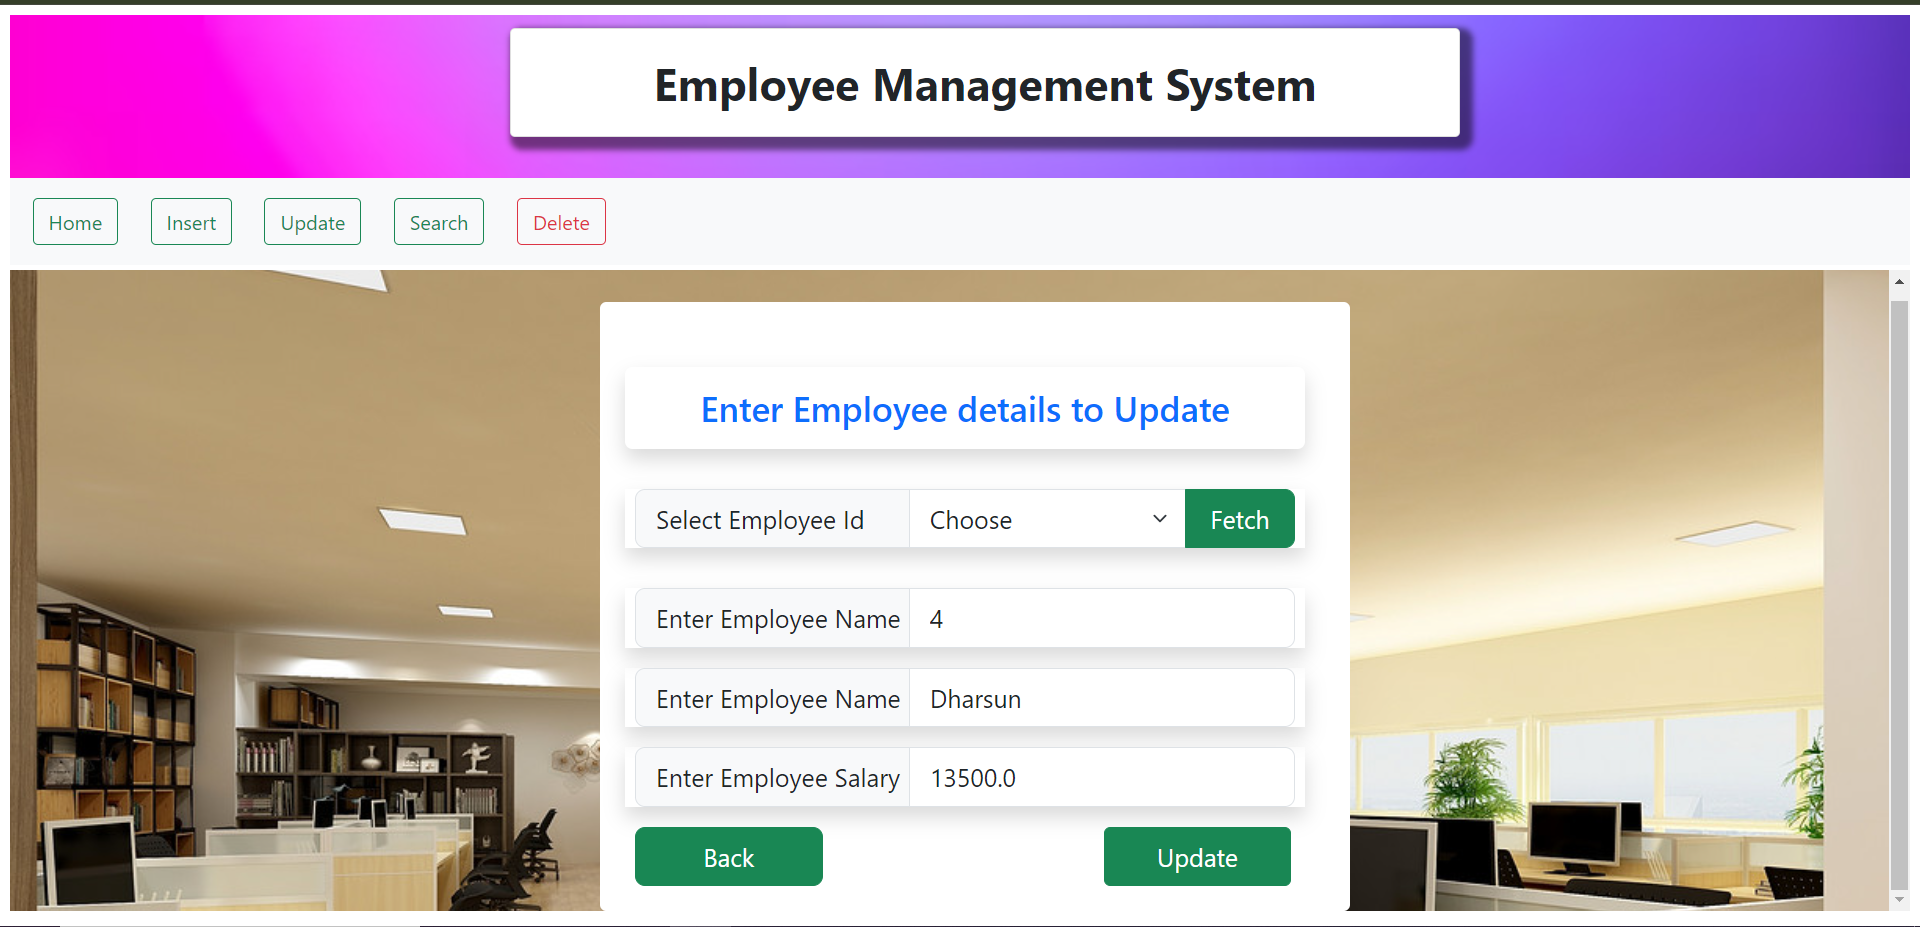 Employee Management System
Home Insert Update Search Delete
Enter Employee details to Update
Select Employee Id Choose Fetch
Enter Employee Name 4
Enter Employee Name Dharsun
Enter Employee Salary 13500.0
Back Update